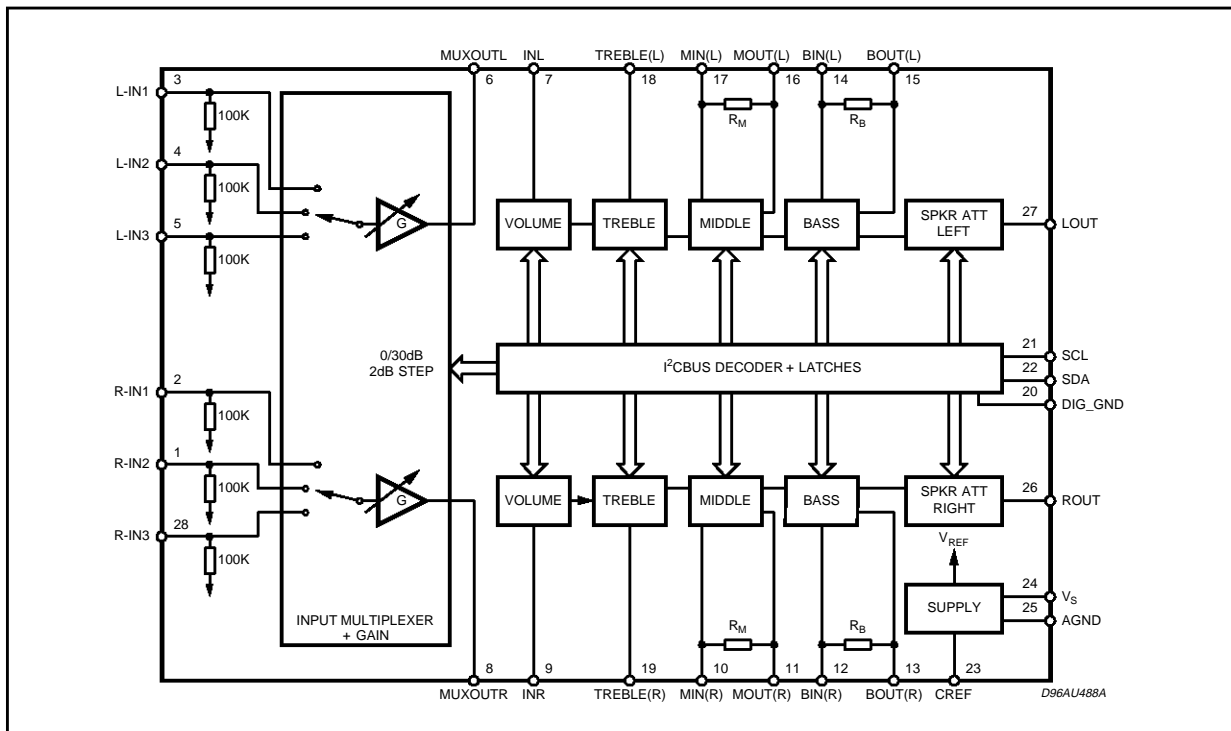 MUXOUTL INL TREBLE(L) MIN(L) MOUT(L) BIN(L) BOUT(L)
3 6 7 18 17 16 14 15
L-IN1
100K
R_M R_B
4
L-IN2
100K
5
L-IN3
100K
G
VOLUME TREBLE MIDDLE BASS SPKR ATT LEFT
27
LOUT
0/30dB
2dB STEP
I²CBUS DECODER + LATCHES
21
SCL
22
SDA
20
DIG_GND
2
R-IN1
100K
1
R-IN2
100K
28
R-IN3
100K
G
VOLUME TREBLE MIDDLE BASS SPKR ATT RIGHT
26
ROUT
V_REF
24
V_S
25
AGND
SUPPLY
INPUT MULTIPLEXER
+ GAIN
R_M R_B
8 9 19 10 11 12 13 23
MUXOUTR INR TREBLE(R) MIN(R) MOUT(R) BIN(R) BOUT(R) CREF
D96AU488A